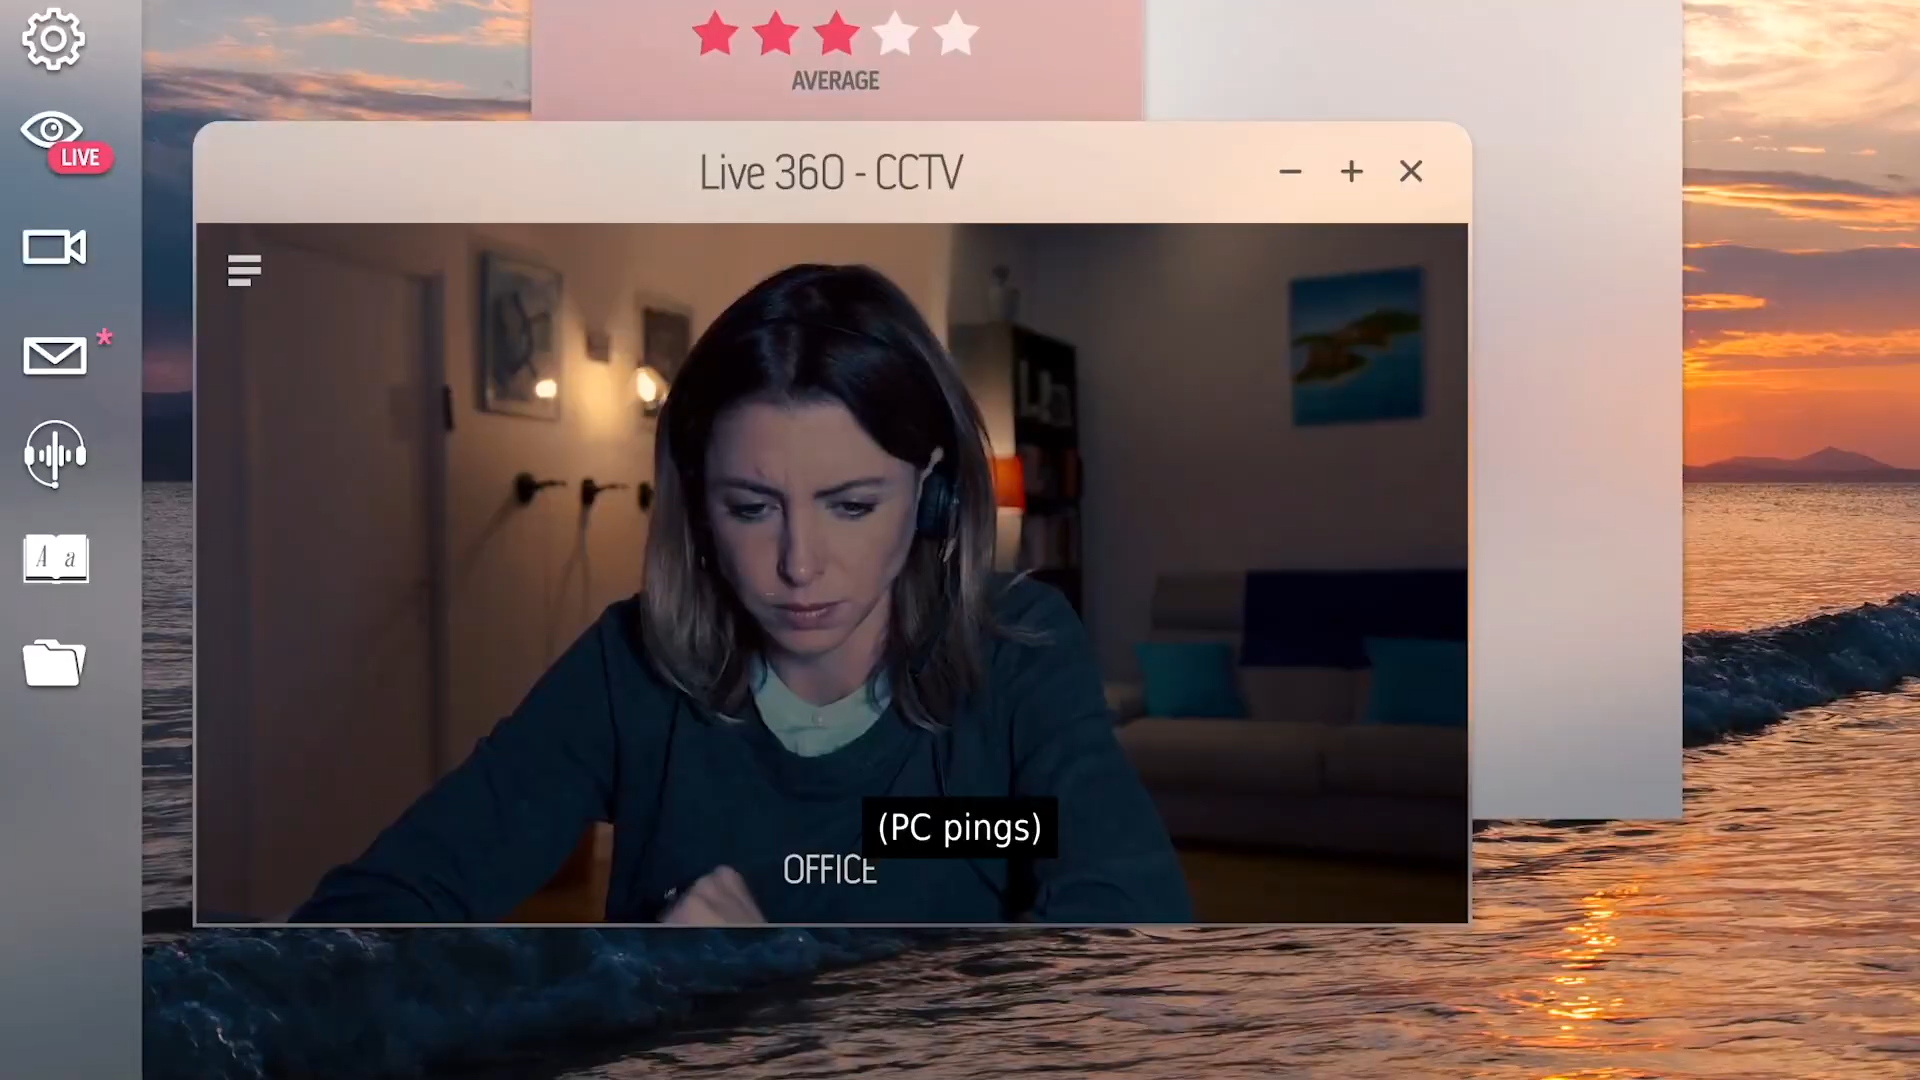 AVERAGE
LIVE
Live 360 - CCTV
A a
(PC pings)
OFFICE